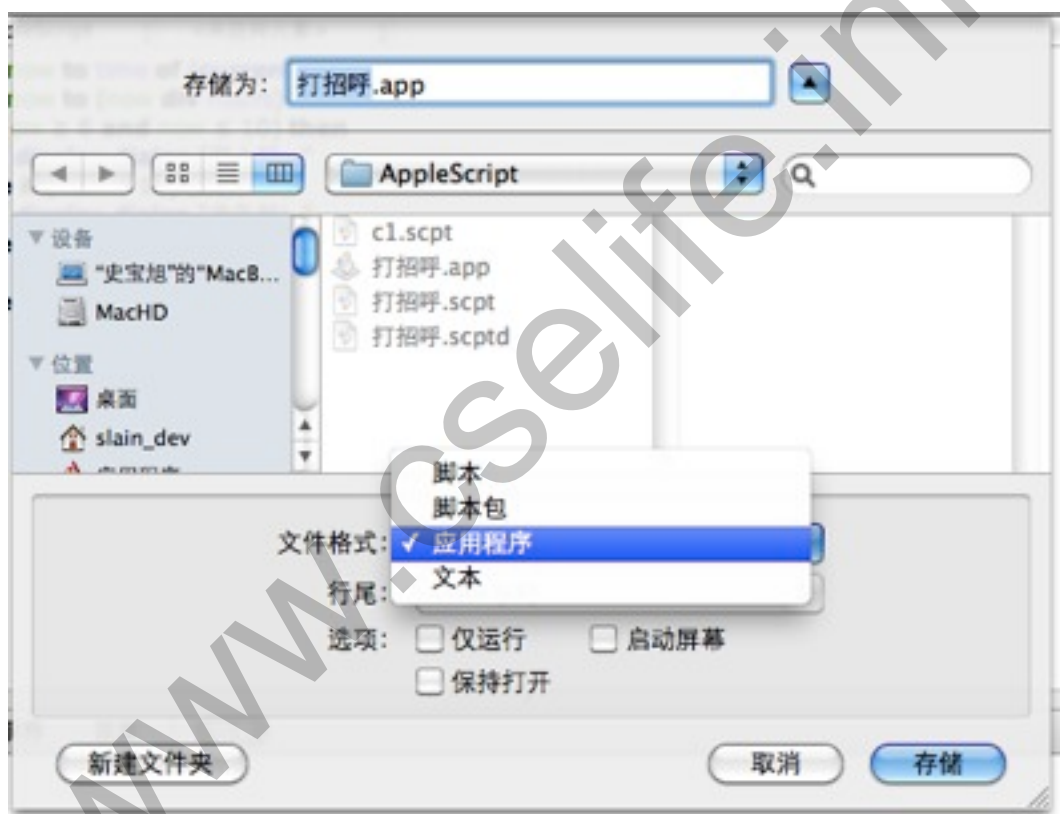 存储为: 打招呼.app
AppleScript
设备
"史宝旭"的"MacB...
MacHD
位置
桌面
slain_dev
c1.scpt
打招呼.app
打招呼.scpt
打招呼.scptd
脚本
脚本包
文件格式: ✓ 应用程序
文本
行尾:
选项: 仅运行 启动屏幕
保持打开
新建文件夹 取消 存储
www.cselife.in